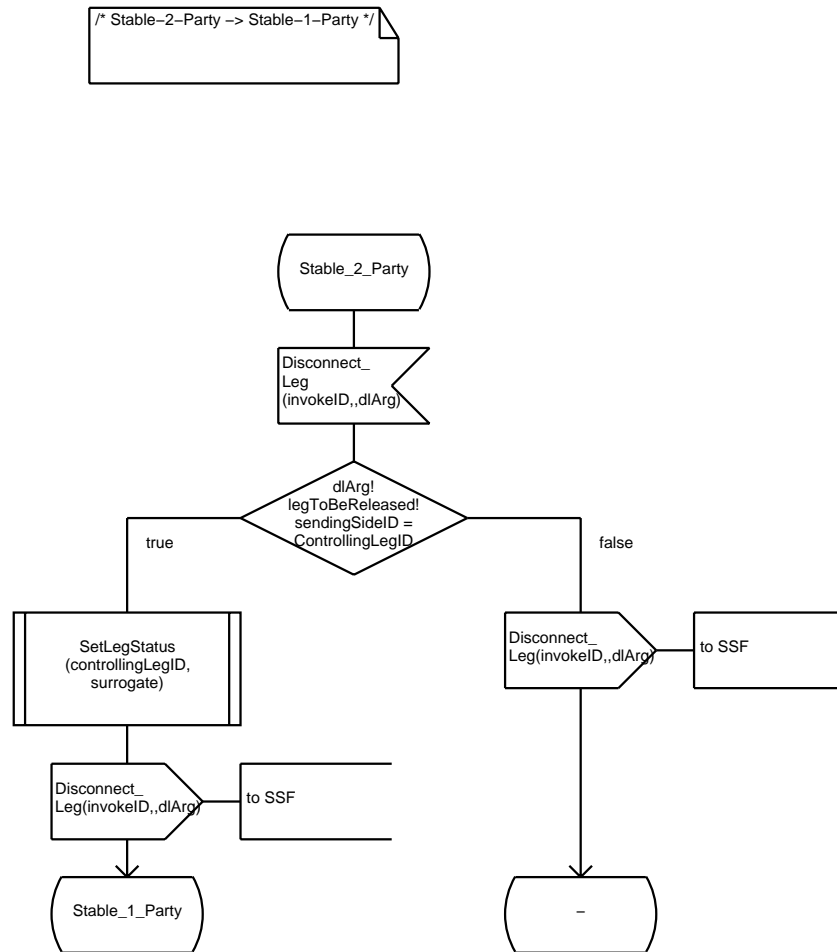 /* Stable−2−Party −> Stable−1−Party */
Stable_2_Party
Disconnect_
Leg
(invokeID,,dlArg)
dlArg!
legToBeReleased!
sendingSideID =
ControllingLegID
true
false
SetLegStatus
(controllingLegID,
surrogate)
Disconnect_
Leg(invokeID,,dlArg)
to SSF
Disconnect_
Leg(invokeID,,dlArg)
to SSF
Stable_1_Party
−